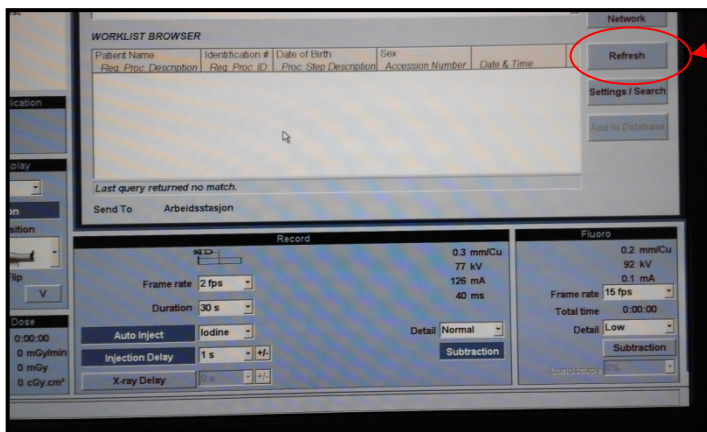 Network
WORKLIST BROWSER
Patient Name Identification # Date of Birth Sex
Req. Proc. Description Req. Proc. ID Proc. Step Description Accession Number Date & Time
Refresh
Settings / Search
Add to Database
Last query returned no match.
Send To Arbeidsstasjon
Record
0.3 mm/Cu
77 kV
126 mA
40 ms
Frame rate 2 fps
Duration 30 s
Auto Inject Iodine
Injection Delay 1 s +/-
X-ray Delay 0 s +/-
Detail Normal
Subtraction
Fluoro
0.2 mm/Cu
92 kV
0.1 mA
Frame rate 15 fps
Total time 0:00:00
Detail Low
Subtraction
Landscape 0%
V
Dose
0:00:00
0 mGy/min
0 mGy
0 cGy.cm²